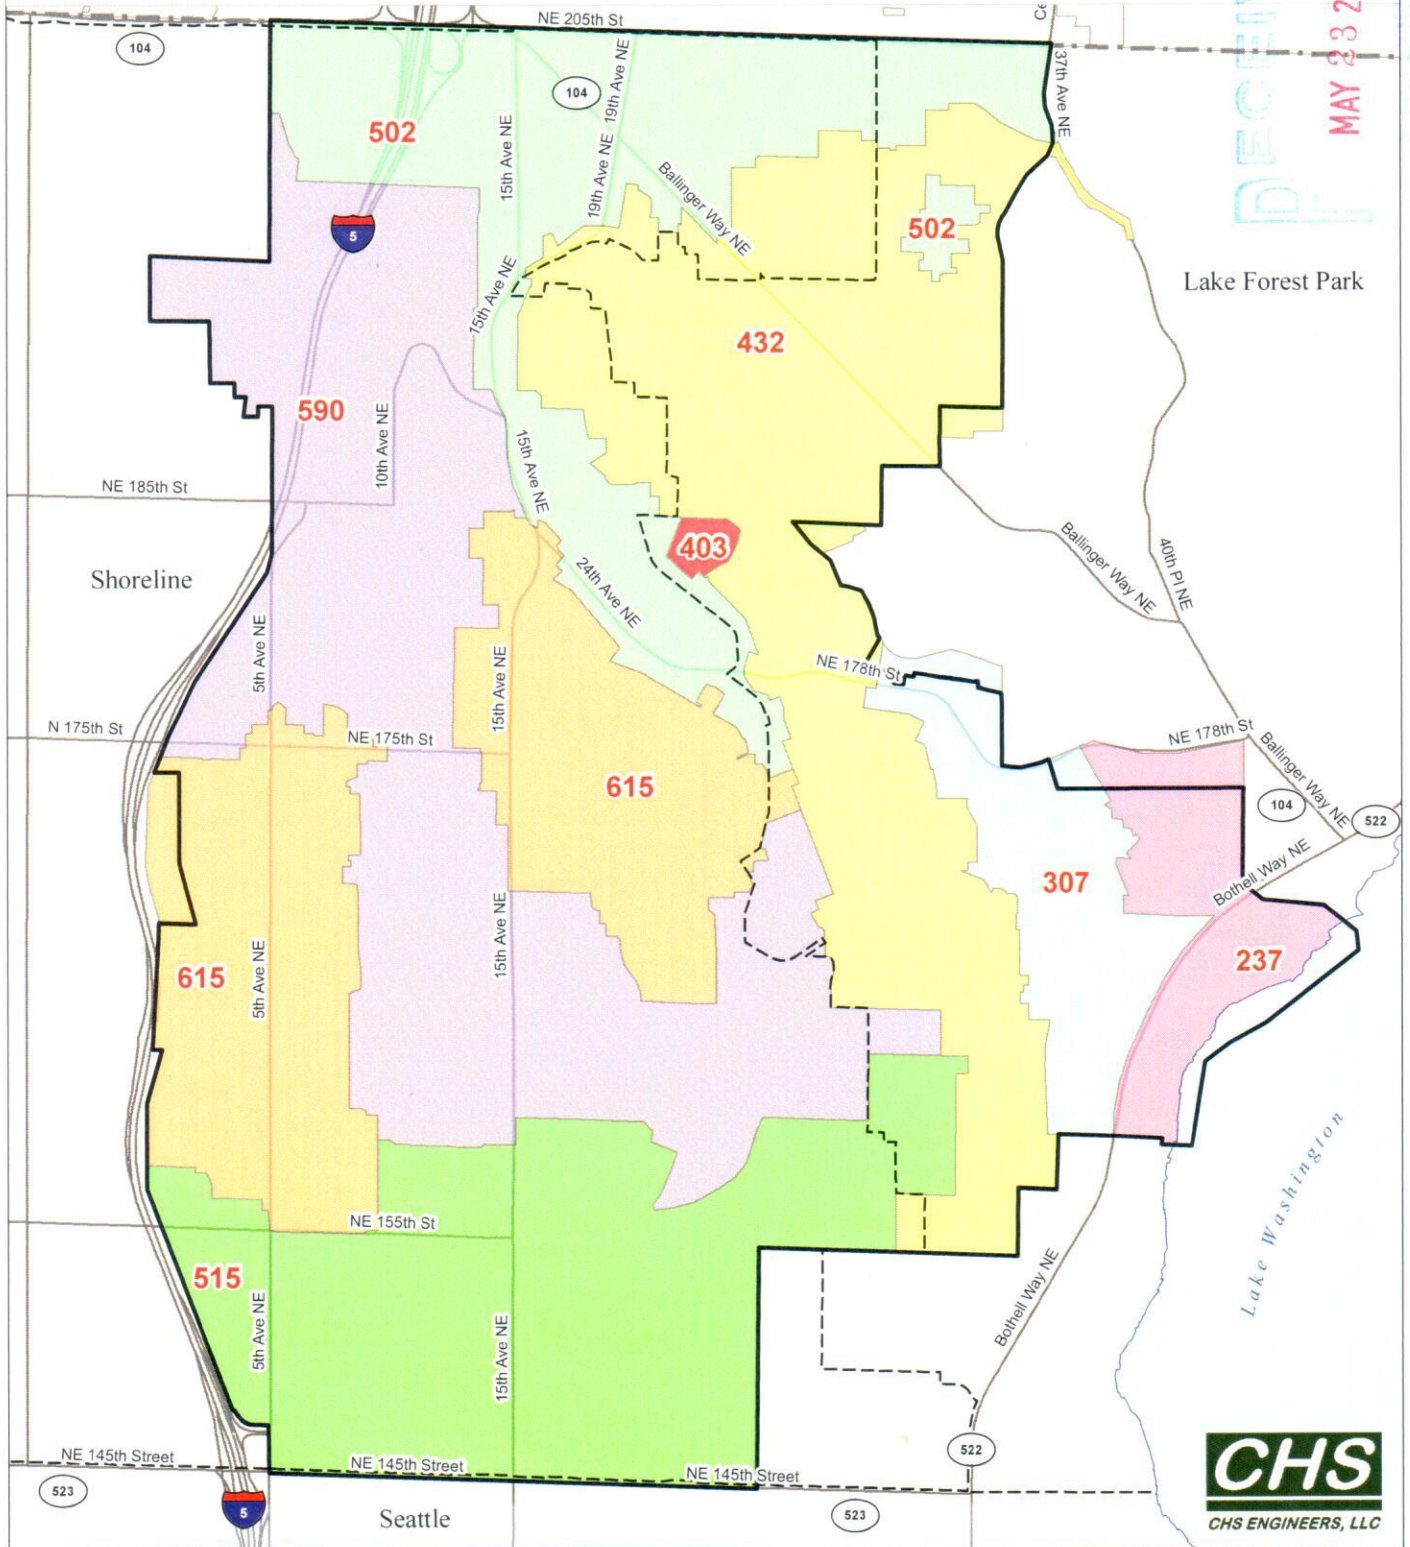 NE 205th St
104
37th Ave NE
MAY 23 2
19th Ave NE
104
502
15th Ave NE
19th Ave NE
Ballinger Way NE
502
5
Lake Forest Park
15th Ave NE
432
590
10th Ave NE
15th Ave NE
NE 185th St
403
Ballinger Way NE
40th Pl NE
Shoreline
24th Ave NE
5th Ave NE
15th Ave NE
NE 178th St
N 175th St
NE 175th St
NE 178th St
Ballinger Way NE
615
104
522
307
Bothell Way NE
15th Ave NE
5th Ave NE
615
237
Lake Washington
NE 155th St
515
5th Ave NE
15th Ave NE
Bothell Way NE
NE 145th Street
NE 145th Street
NE 145th Street
522
523
5
Seattle
523
CHS
CHS ENGINEERS, LLC